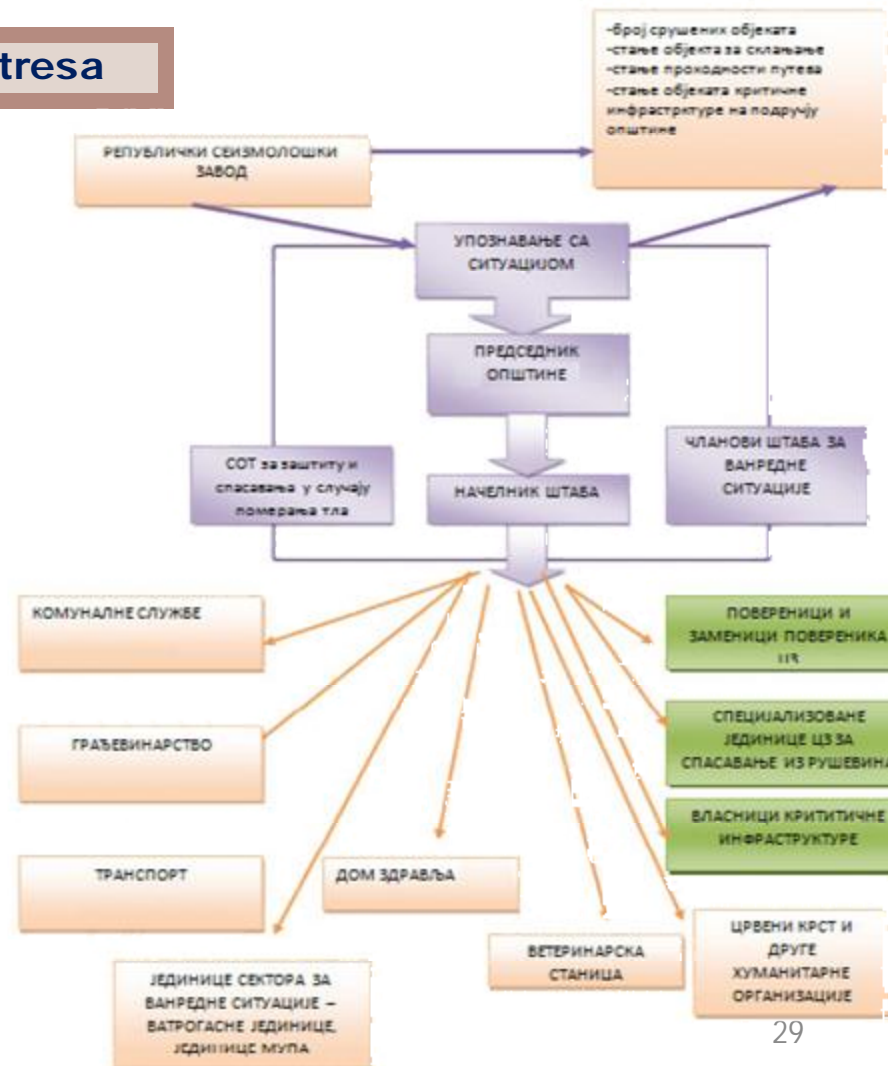 tresa
-број срушених објеката
-стање објекта за склањање
-стање проходности путева
-стање објеката критичне
инфрастрктуре на подручју
општине
РЕПУБЛИЧКИ СЕИЗМОЛОШКИ
ЗАВОД
УПОЗНАВАЊЕ СА
СИТУАЦИЈОМ
ПРЕДСЕДНИК
ОПШТИНЕ
СОТ за заштиту и
спасавања у случају
померања тла
НАЧЕЛНИК ШТАБА
ЧЛАНОВИ ШТАБА ЗА
ВАНРЕДНЕ
СИТУАЦИЈЕ
КОМУНАЛНЕ СЛУЖБЕ
ПОВЕРЕНИЦИ И
ЗАМЕНИЦИ ПОВЕРЕНИКА
ЦЗ
ГРАЂЕВИНАРСТВО
СПЕЦИЈАЛИЗОВАНЕ
ЈЕДИНИЦЕ ЦЗ ЗА
СПАСАВАЊЕ ИЗ РУШЕВИНА
ВЛАСНИЦИ КРИТИТИЧНЕ
ИНФРАСТРУКТУРЕ
ТРАНСПОРТ
ДОМ ЗДРАВЉА
ВЕТЕРИНАРСКА
СТАНИЦА
ЦРВЕНИ КРСТ И
ДРУГЕ
ХУМАНИТАРНЕ
ОРГАНИЗАЦИЈЕ
ЈЕДИНИЦЕ СЕКТОРА ЗА
ВАНРЕДНЕ СИТУАЦИЈЕ –
ВАТРОГАСНЕ ЈЕДИНИЦЕ,
ЈЕДИНИЦЕ МУПА
29